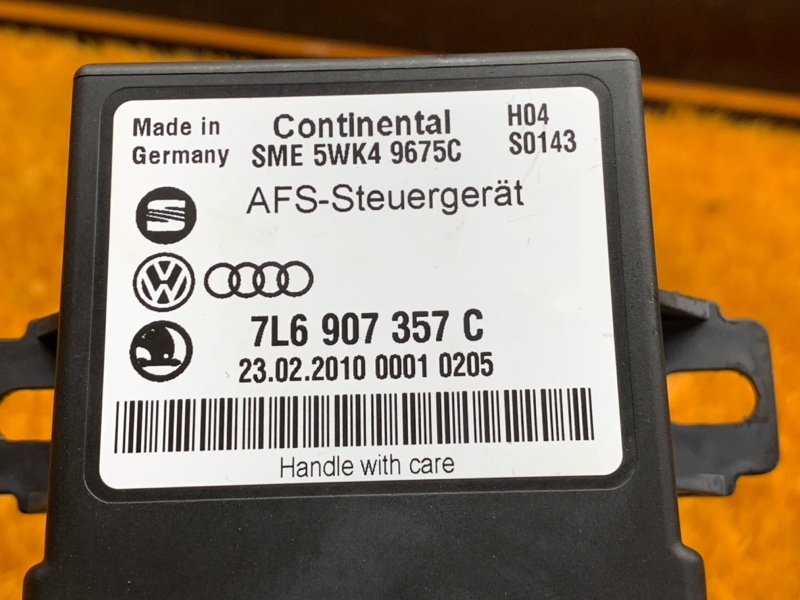 Made in Continental H04
Germany SME 5WK4 9675C S0143
AFS-Steuergerät
7L6 907 357 C
23.02.2010 0001 0205
Handle with care